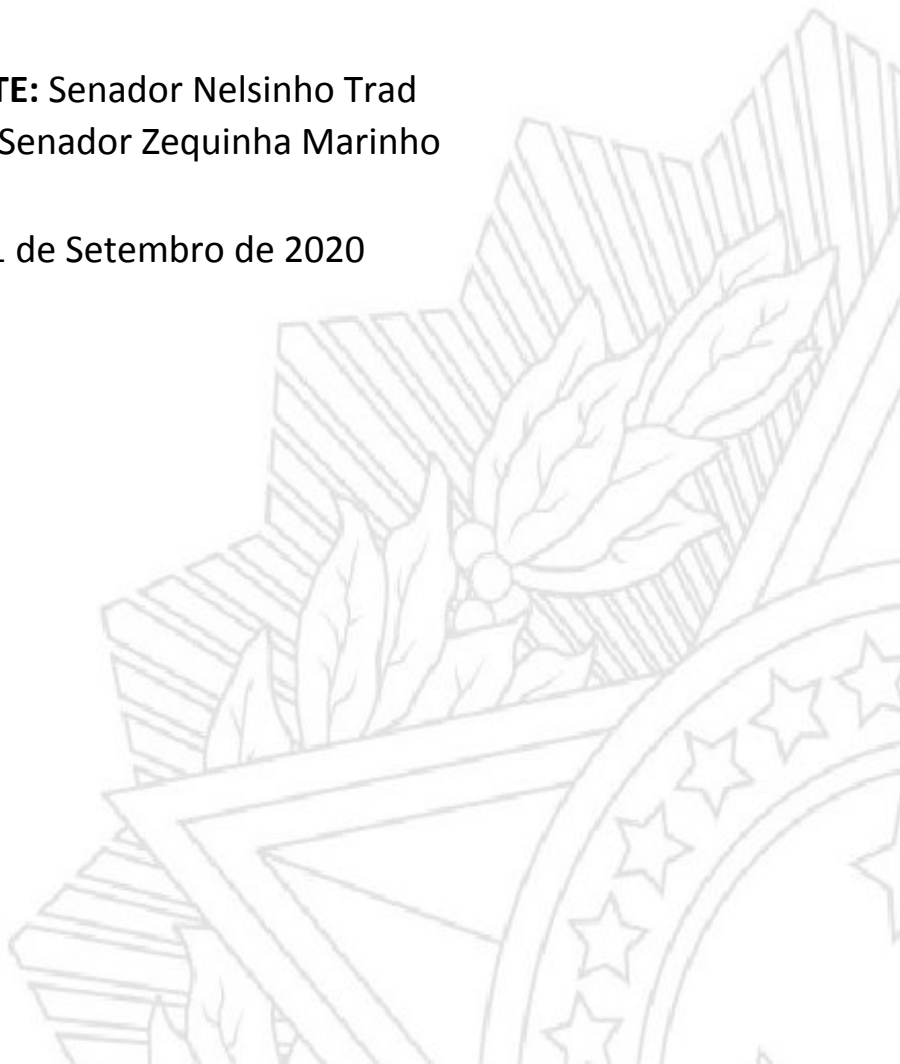 TE: Senador Nelsinho Trad
Senador Zequinha Marinho
de Setembro de 2020